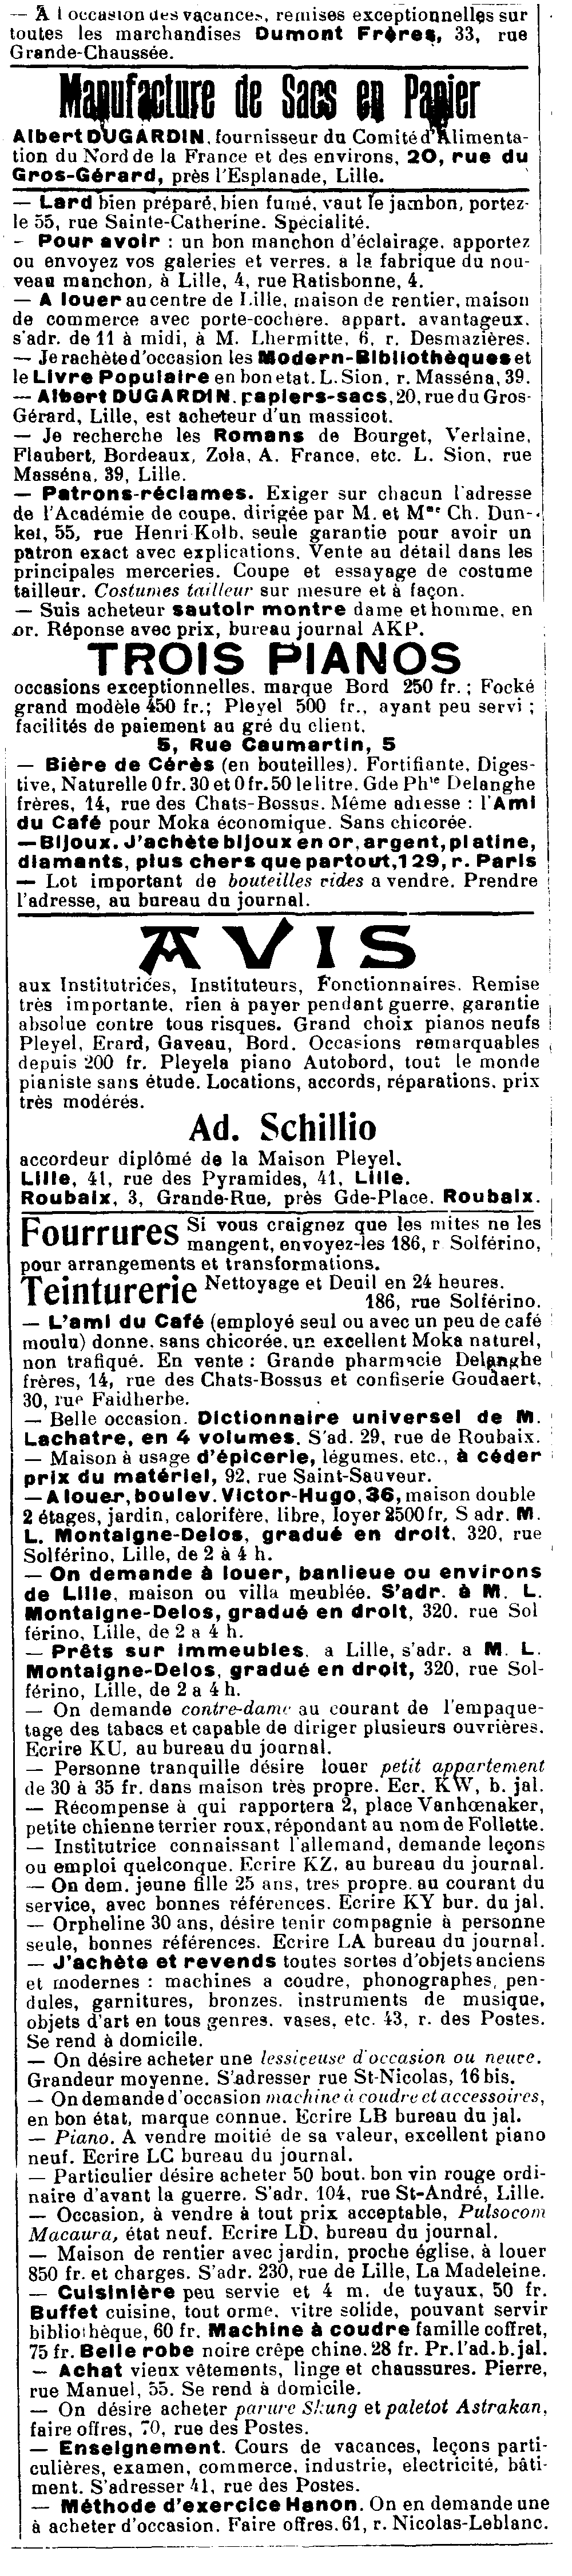 — A l'occasion des vacances, remises exceptionnelles sur
toutes les marchandises Dumont Frères, 33, rue
Grande-Chaussée.
Manufacture de Sacs en Papier
Albert DUGARDIN, fournisseur du Comité d'Alimenta-
tion du Nord de la France et des environs, 20, rue du
Gros-Gérard, près l'Esplanade, Lille.
— Lard bien préparé, bien fumé, vaut le jambon, portez-
le 55, rue Sainte-Catherine. Spécialité.
- Pour avoir : un bon manchon d'éclairage, apportez
ou envoyez vos galeries et verres, a la fabrique du nou-
veau manchon, à Lille, 4, rue Ratisbonne, 4.
— A louer au centre de Lille, maison de rentier, maison
de commerce avec porte-cochère, appart. avantageux.
s'adr. de 11 à midi, à M. Lhermitte, 6, r. Desmazières.
— Je rachète d'occasion les Modern-Bibliothèques et
le Livre Populaire en bon etat. L. Sion, r. Masséna, 39.
— Albert DUGARDIN, papiers-sacs, 20, rue du Gros-
Gérard, Lille, est acheteur d'un massicot.
— Je recherche les Romans de Bourget, Verlaine,
Flaubert, Bordeaux, Zola, A. France, etc. L. Sion, rue
Masséna, 39, Lille.
— Patrons-réclames. Exiger sur chacun l'adresse
de l'Académie de coupe, dirigée par M. et Mme Ch. Dun-
kel, 55, rue Henri Kolb, seule garantie pour avoir un
patron exact avec explications. Vente au détail dans les
principales merceries. Coupe et essayage de costume
tailleur. Costumes tailleur sur mesure et à façon.
— Suis acheteur sautoir montre dame et homme, en
or. Réponse avec prix, bureau journal AKP.
TROIS PIANOS
occasions exceptionnelles, marque Bord 250 fr. ; Focké
grand modèle 450 fr.; Pleyel 500 fr., ayant peu servi ;
facilités de paiement au gré du client.
5, Rue Caumartin, 5
— Bière de Cérès (en bouteilles). Fortifiante, Diges-
tive, Naturelle 0 fr. 30 et 0 fr. 50 le litre. Gde Phie Delanghe
frères, 14, rue des Chats-Bossus. Même adresse : l'Ami
du Café pour Moka économique. Sans chicorée.
— Bijoux. J'achète bijoux en or, argent, platine,
diamants, plus chers que partout, 129, r. Paris
— Lot important de bouteilles vides a vendre. Prendre
l'adresse, au bureau du journal.
AVIS
aux Institutrices, Instituteurs, Fonctionnaires. Remise
très importante, rien à payer pendant guerre, garantie
absolue contre tous risques. Grand choix pianos neufs
Pleyel, Erard, Gaveau, Bord. Occasions remarquables
depuis 200 fr. Pleyela piano Autobord, tout le monde
pianiste sans étude. Locations, accords, réparations, prix
très modérés.
Ad. Schillio
accordeur diplômé de la Maison Pleyel.
Lille, 41, rue des Pyramides, 41, Lille.
Roubaix, 3, Grande-Rue, près Gde-Place. Roubaix.
Fourrures Si vous craignez que les mites ne les
mangent, envoyez-les 186, r Solférino,
pour arrangements et transformations.
Teinturerie Nettoyage et Deuil en 24 heures.
186, rue Solférino.
— L'ami du Café (employé seul ou avec un peu de café
moulu) donne, sans chicorée, un excellent Moka naturel,
non trafiqué. En vente : Grande pharmacie Delanghe
frères, 14, rue des Chats-Bossus et confiserie Goudaert,
30, rue Faidherbe.
— Belle occasion. Dictionnaire universel de M.
Lachatre, en 4 volumes. S'ad. 29, rue de Roubaix.
— Maison à usage d'épicerie, légumes, etc., à céder
prix du matériel, 92, rue Saint-Sauveur.
— A louer, boulev. Victor-Hugo, 36, maison double
2 étages, jardin, calorifère, libre, loyer 2500 fr, S adr. M.
L. Montaigne-Delos, gradué en droit, 320, rue
Solférino, Lille, de 2 à 4 h.
— On demande à louer, banlieue ou environs
de Lille, maison ou villa meublée. S'adr. à M. L.
Montaigne-Delos, gradué en droit, 320, rue Sol
férino, Lille, de 2 a 4 h.
— Prêts sur immeubles, a Lille, s'adr. a M. L.
Montaigne-Delos, gradué en droit, 320, rue Sol-
férino, Lille, de 2 a 4 h.
— On demande contre-dame au courant de l'empaque-
tage des tabacs et capable de diriger plusieurs ouvrières.
Ecrire KU, au bureau du journal.
— Personne tranquille désire louer petit appartement
de 30 à 35 fr. dans maison très propre. Ecr. KW, b. jal.
— Récompense à qui rapportera 2, place Vanhœnaker,
petite chienne terrier roux, répondant au nom de Follette.
— Institutrice connaissant l'allemand, demande leçons
ou emploi quelconque. Ecrire KZ, au bureau du journal.
— On dem. jeune fille 25 ans, tres propre, au courant du
service, avec bonnes références. Ecrire KY bur. du jal.
— Orpheline 30 ans, désire tenir compagnie à personne
seule, bonnes références. Ecrire LA bureau du journal.
— J'achète et revends toutes sortes d'objets anciens
et modernes : machines a coudre, phonographes, pen-
dules, garnitures, bronzes, instruments de musique,
objets d'art en tous genres, vases, etc. 43, r. des Postes.
Se rend à domicile.
— On désire acheter une lessiveuse d'occasion ou neuve.
Grandeur moyenne. S'adresser rue St-Nicolas, 16 bis.
— On demande d'occasion machine à coudre et accessoires,
en bon état, marque connue. Ecrire LB bureau du jal.
— Piano. A vendre moitié de sa valeur, excellent piano
neuf. Ecrire LC bureau du journal.
— Particulier désire acheter 50 bout. bon vin rouge ordi-
naire d'avant la guerre. S'adr. 104, rue St-André, Lille.
— Occasion, à vendre à tout prix acceptable, Pulsocom
Macaura, état neuf. Ecrire LD, bureau du journal.
— Maison de rentier avec jardin, proche église, à louer
850 fr. et charges. S'adr. 230, rue de Lille, La Madeleine.
— Cuisinière peu servie et 4 m. de tuyaux, 50 fr.
Buffet cuisine, tout orme, vitre solide, pouvant servir
bibliothèque, 60 fr. Machine à coudre famille coffret,
75 fr. Belle robe noire crêpe chine, 28 fr. Pr. l'ad. b. jal.
— Achat vieux vêtements, linge et chaussures. Pierre,
rue Manuel, 55. Se rend à domicile.
— On désire acheter parure Skung et paletot Astrakan,
faire offres, 70, rue des Postes.
— Enseignement. Cours de vacances, leçons parti-
culières, examen, commerce, industrie, electricité, bâti-
ment. S'adresser 41, rue des Postes.
— Méthode d'exercice Hanon. On en demande une
à acheter d'occasion. Faire offres, 61, r. Nicolas-Leblanc.